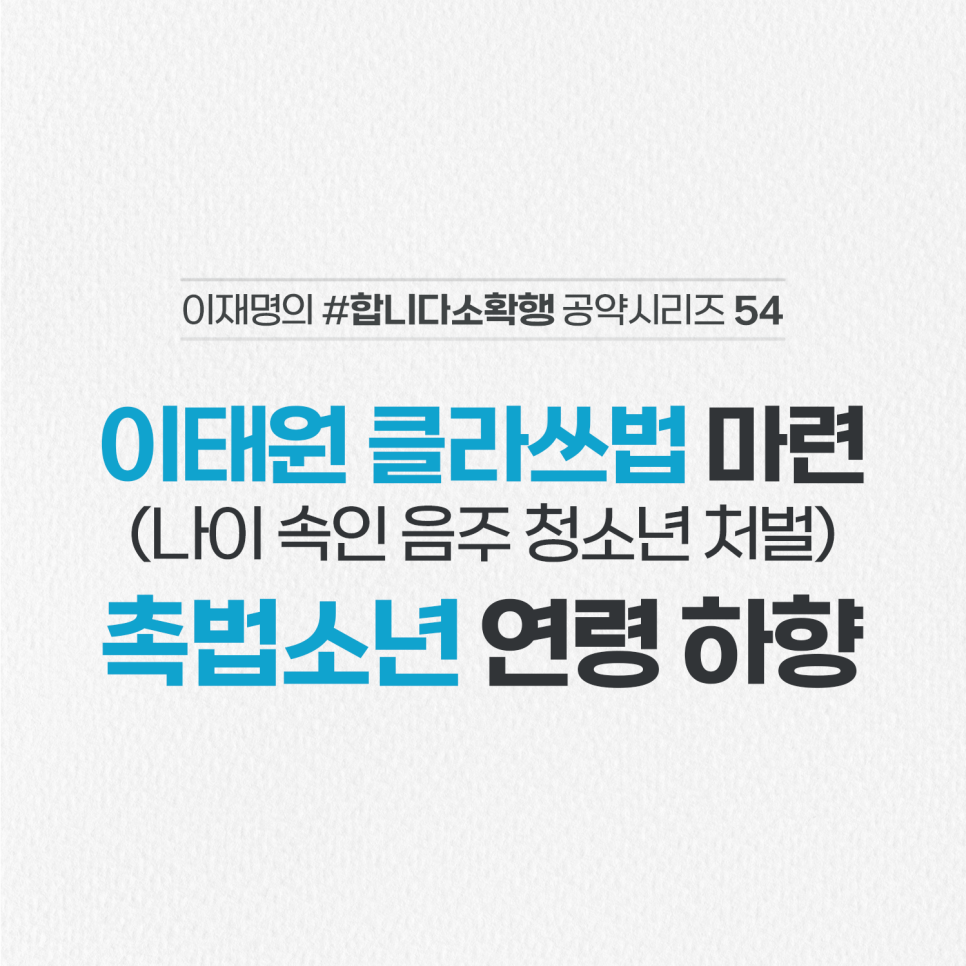 이재명의 #합니다소확행 공약시리즈 54
이태원 클라쓰법 마련
(나이 속인 음주 청소년 처벌)
촉법소년 연령 하향